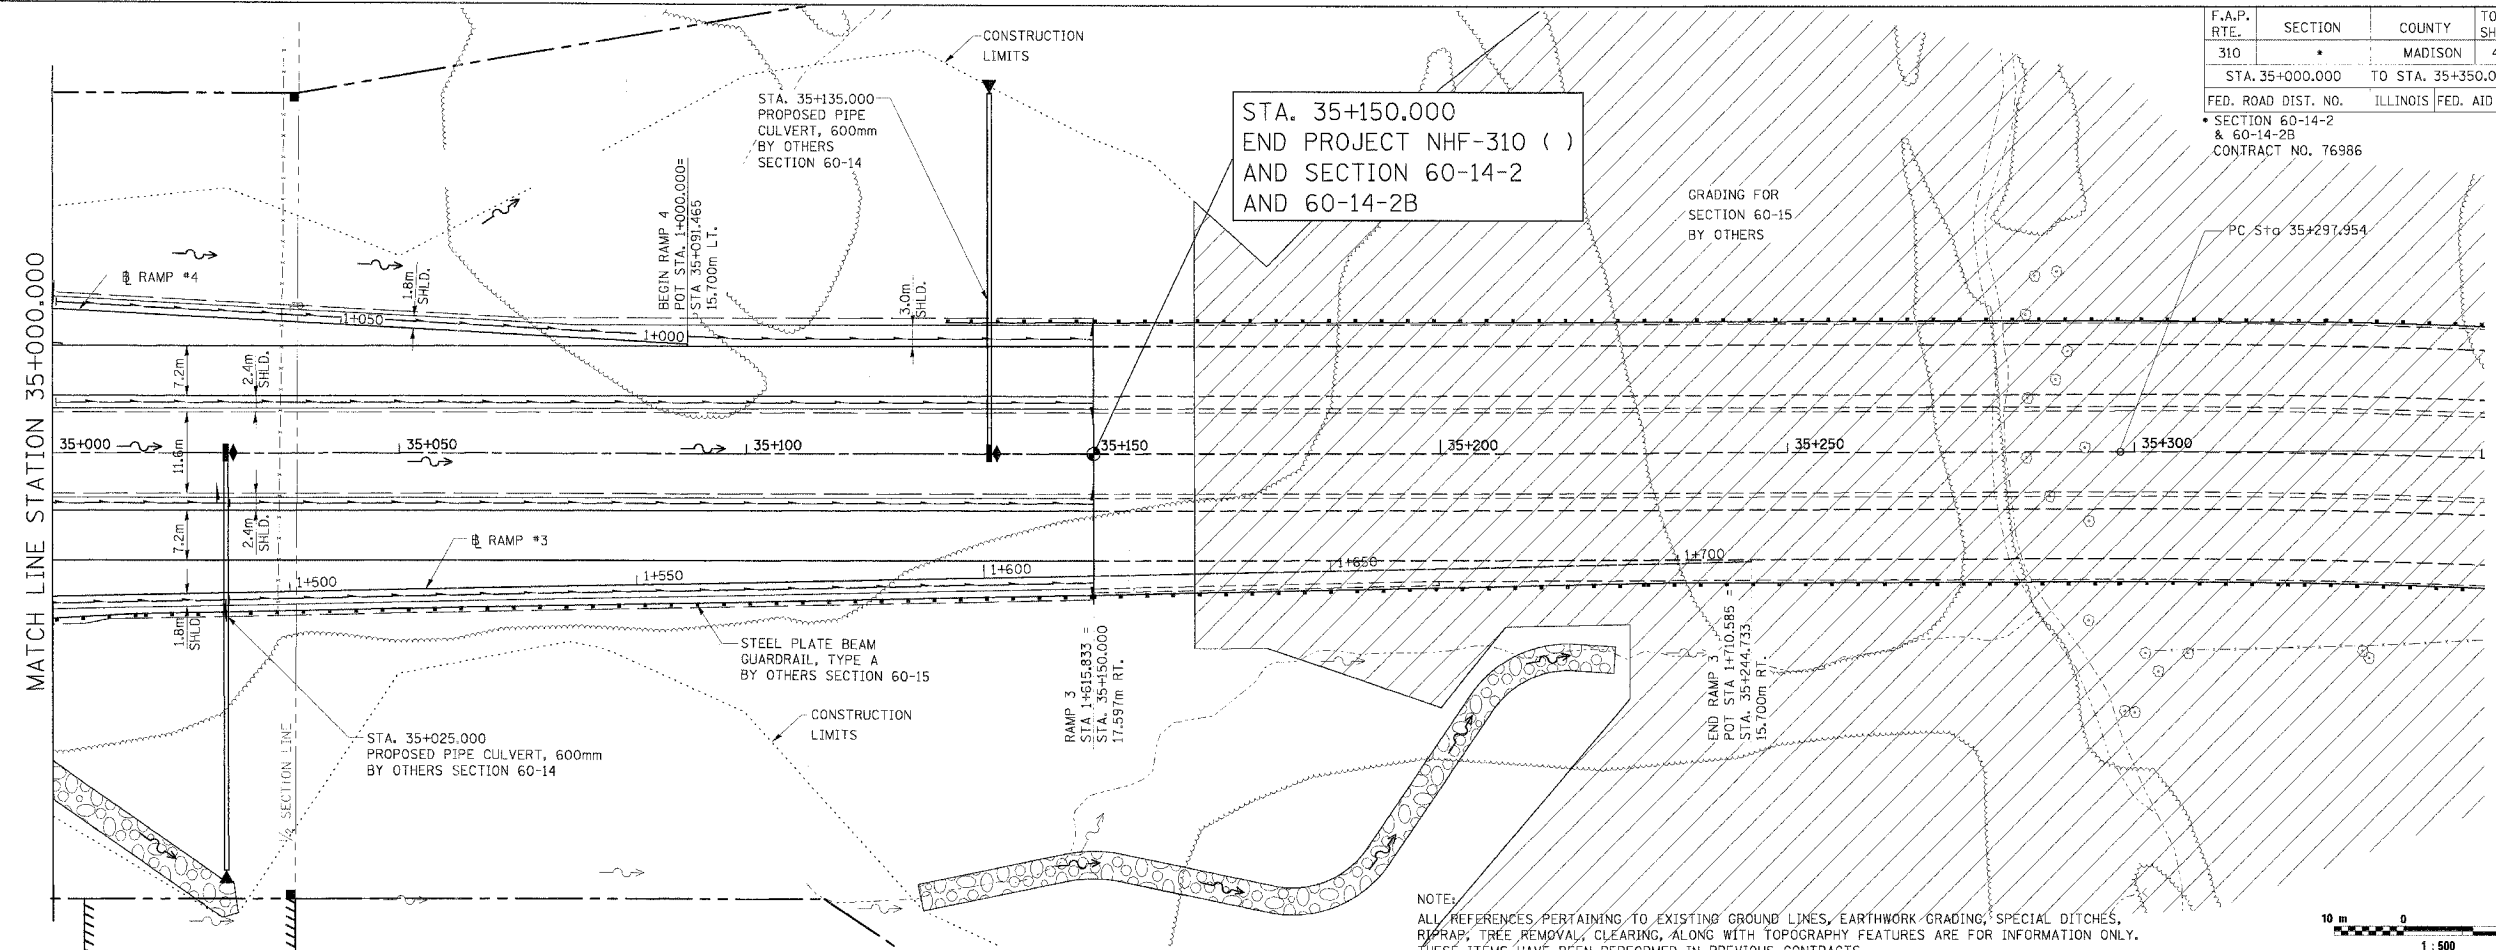 F.A.P.
RTE.
SECTION
COUNTY
310
*
MADISON
STA. 35+000.000 TO STA. 35+350.0
FED. ROAD DIST. NO.
ILLINOIS
FED. AID
* SECTION 60-14-2
& 60-14-2B
CONTRACT NO. 76986
CONSTRUCTION
LIMITS
STA. 35+135.000
PROPOSED PIPE
CULVERT, 600mm
BY OTHERS
SECTION 60-14
STA. 35+150.000
END PROJECT NHF-310 ( )
AND SECTION 60-14-2
AND 60-14-2B
GRADING FOR
SECTION 60-15
BY OTHERS
PC Sta 35+297.954
BEGIN RAMP 4
POT STA. 1+000.000=
STA 35+091.465
15.700m LT.
MATCH LINE STATION 35+000.000
℄ RAMP #4
1.8m
SHLD.
3.0m
SHLD.
1+050
1+000
7.2m
2.4m
SHLD.
35+000
35+050
35+100
35+150
35+200
35+250
35+300
11.6m
7.2m
2.4m
SHLD.
℄ RAMP #3
1+500
1+550
1+600
1+650
1+700
1.8m
SHLD.
STEEL PLATE BEAM
GUARDRAIL, TYPE A
BY OTHERS SECTION 60-15
RAMP 3
STA 1+615.833 =
STA. 35+150.000
17.597m RT.
END RAMP 3
POT STA 1+710.585 =
STA. 35+244.733
15.700m RT.
CONSTRUCTION
LIMITS
STA. 35+025.000
PROPOSED PIPE CULVERT, 600mm
BY OTHERS SECTION 60-14
1/2 SECTION LINE
NOTE:
ALL REFERENCES PERTAINING TO EXISTING GROUND LINES, EARTHWORK GRADING, SPECIAL DITCHES,
RIPRAP, TREE REMOVAL, CLEARING, ALONG WITH TOPOGRAPHY FEATURES ARE FOR INFORMATION ONLY.
THESE ITEMS HAVE BEEN PERFORMED IN PREVIOUS CONTRACTS
10 m 0
1 : 500